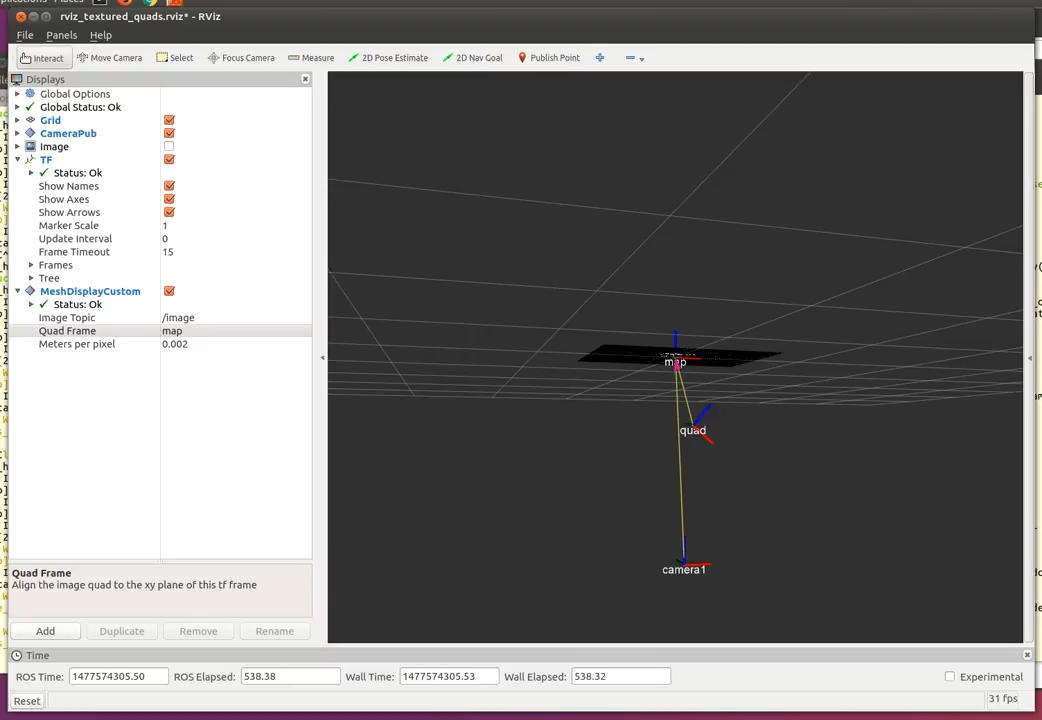 rviz_textured_quads.rviz* - RViz
File Panels Help
Interact Move Camera Select Focus Camera Measure 2D Pose Estimate 2D Nav Goal Publish Point
Displays
Global Options
Global Status: Ok
Grid
CameraPub
Image
TF
Status: Ok
Show Names
Show Axes
Show Arrows
Marker Scale 1
Update Interval 0
Frame Timeout 15
Frames
Tree
MeshDisplayCustom
Status: Ok
Image Topic /image
Quad Frame map
Meters per pixel 0.002
map
quad
camera1
Quad Frame
Align the image quad to the xy plane of this tf frame
Add Duplicate Remove Rename
Time
ROS Time: 1477574305.50 ROS Elapsed: 538.38 Wall Time: 1477574305.53 Wall Elapsed: 538.32 Experimental
Reset 31 fps